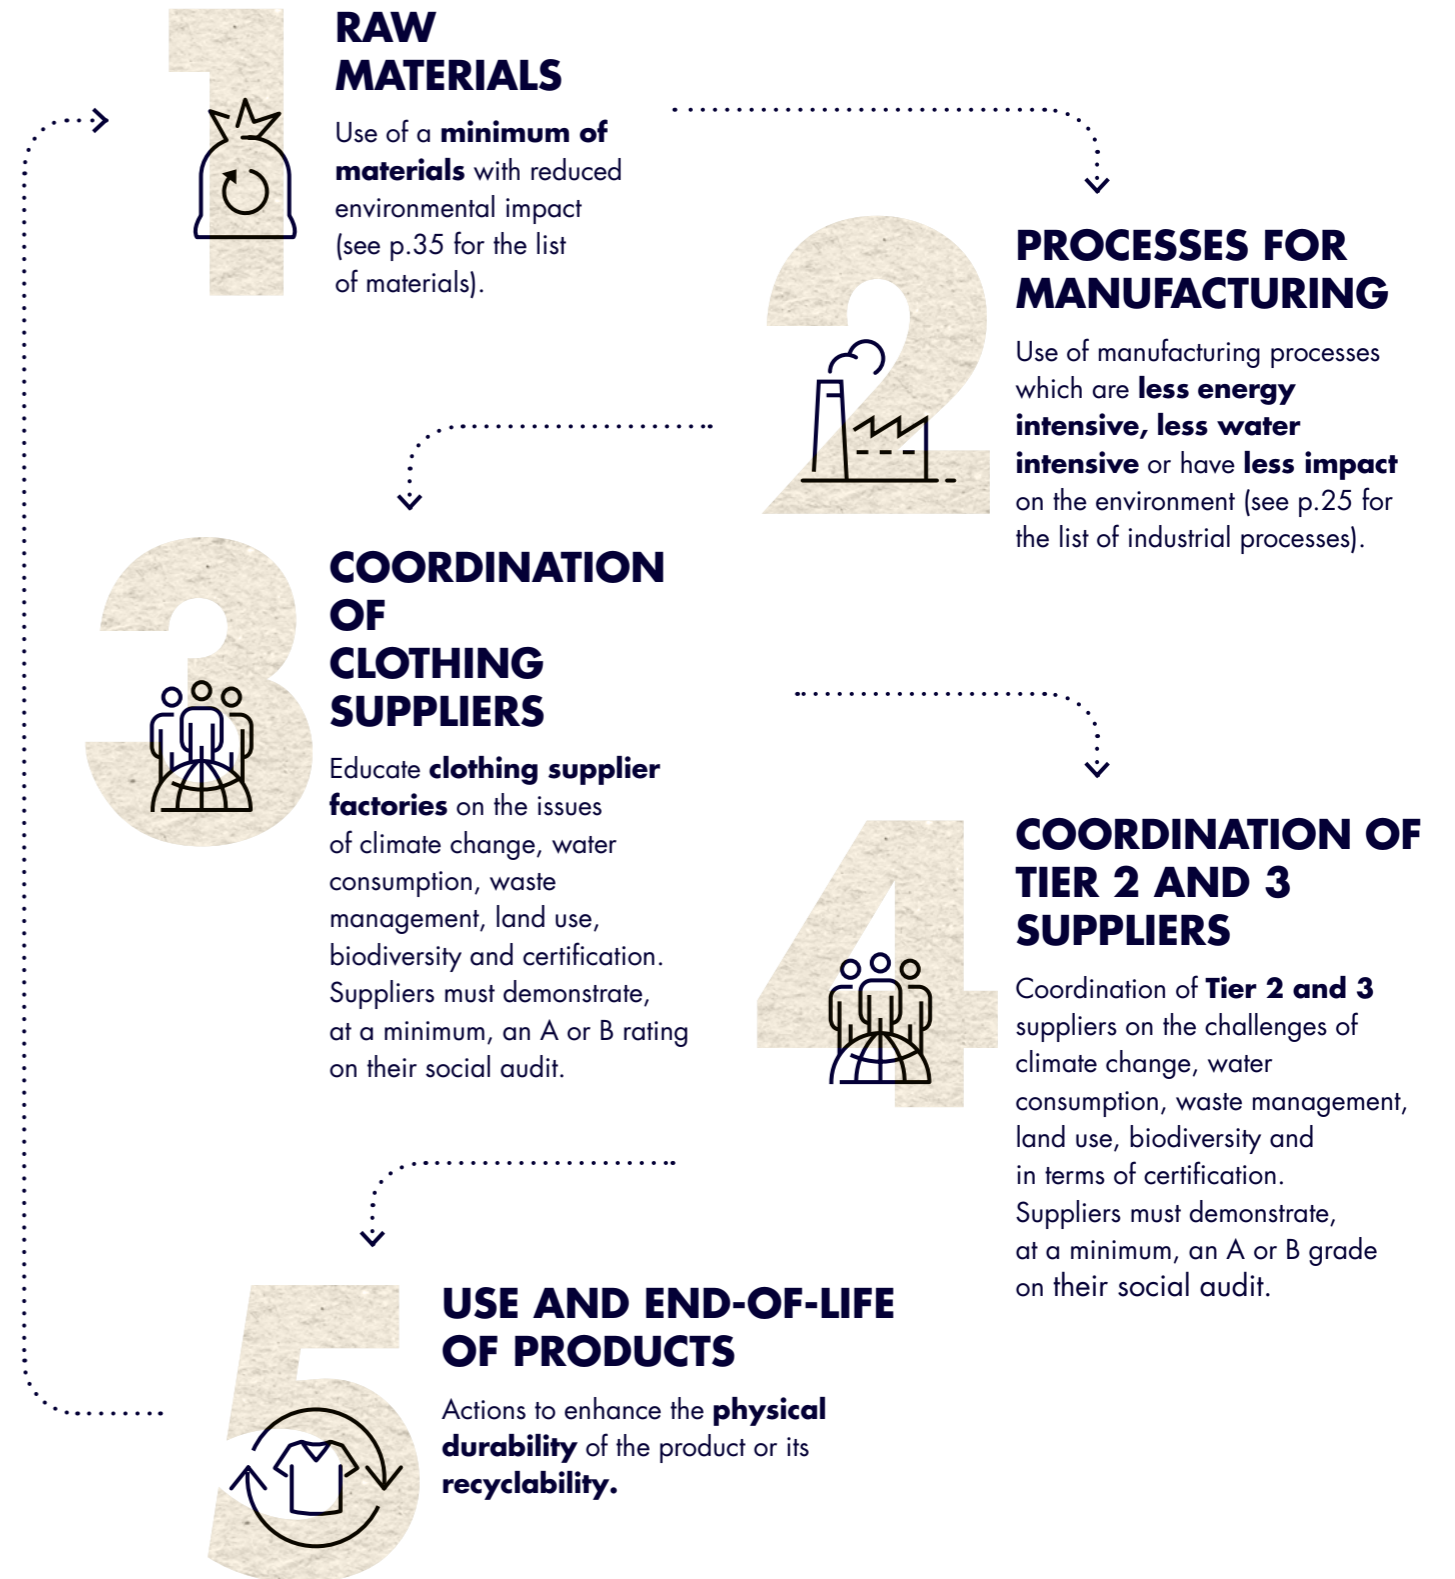 1
RAW
MATERIALS
Use of a minimum of
materials with reduced
environmental impact
(see p.35 for the list
of materials).
2
PROCESSES FOR
MANUFACTURING
Use of manufacturing processes
which are less energy
intensive, less water
intensive or have less impact
on the environment (see p.25 for
the list of industrial processes).
3
COORDINATION
OF
CLOTHING
SUPPLIERS
Educate clothing supplier
factories on the issues
of climate change, water
consumption, waste
management, land use,
biodiversity and certification.
Suppliers must demonstrate,
at a minimum, an A or B rating
on their social audit.
4
COORDINATION OF
TIER 2 AND 3
SUPPLIERS
Coordination of Tier 2 and 3
suppliers on the challenges of
climate change, water
consumption, waste management,
land use, biodiversity and
in terms of certification.
Suppliers must demonstrate,
at a minimum, an A or B grade
on their social audit.
5
USE AND END-OF-LIFE
OF PRODUCTS
Actions to enhance the physical
durability of the product or its
recyclability.